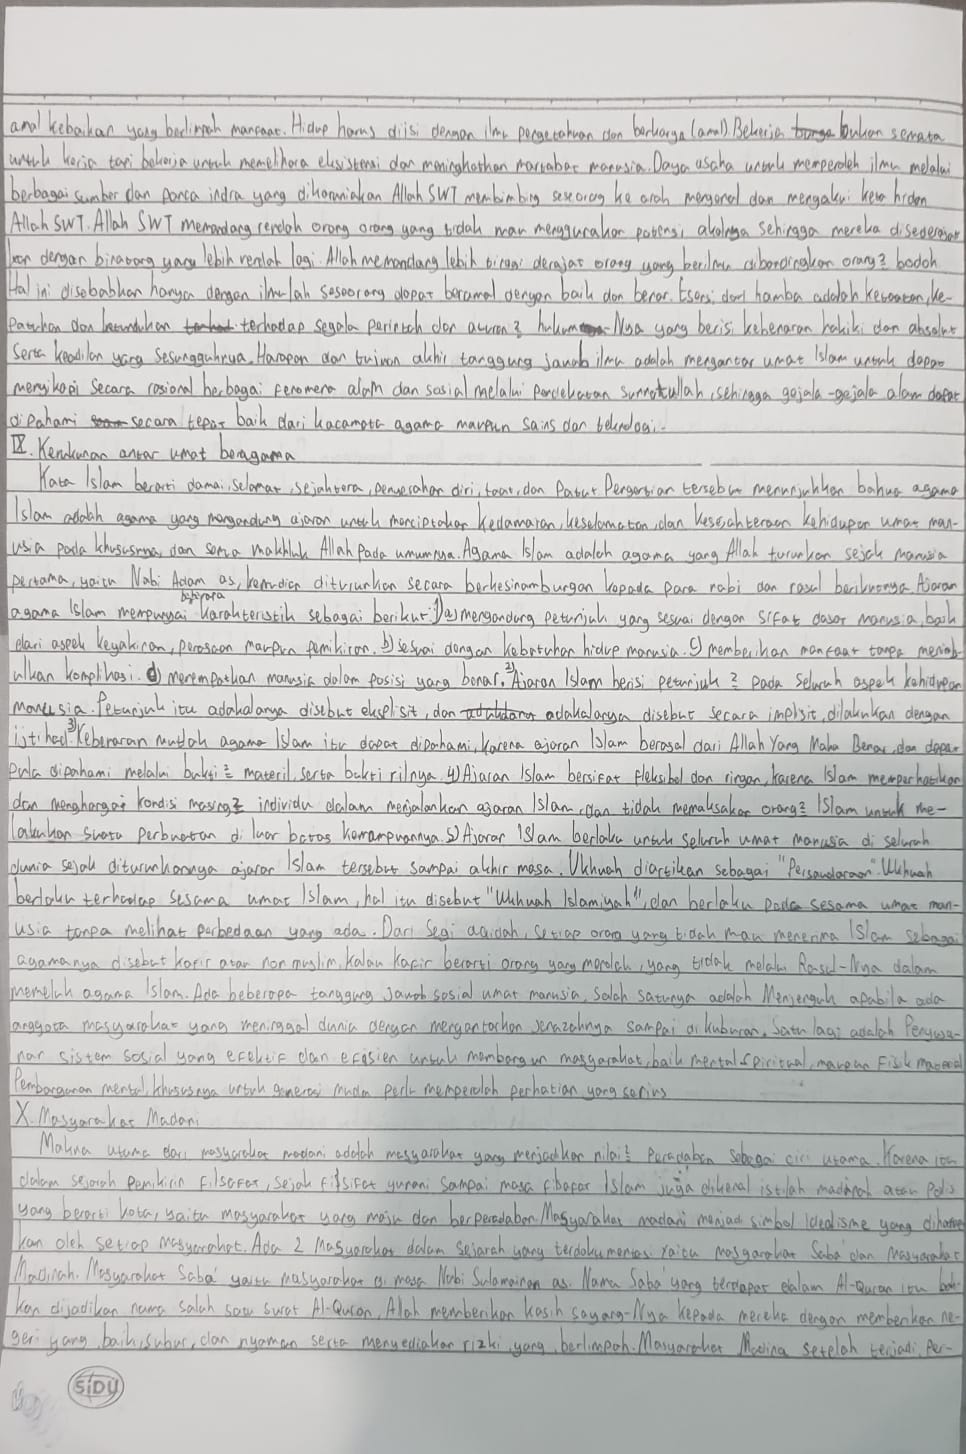 amal kebaikan yang berlimpah manfaat. Hidup harus diisi dengan ilmu pengetahuan dan berkarya (amal). Bekerja bukan semata
untuk kerja tapi bekerja untuk memelihara eksistensi dan meningkatkan martabat manusia. Daya usaha untuk memperoleh ilmu melalui
berbagai sumber dan panca indra yang dikaruniakan Allah SWT membimbing seseorang ke arah mengenal dan mengakui kehadiran
Allah SWT. Allah SWT memandang rendah orang orang yang tidak mau menggunakan potensi akalnya sehingga mereka disederajat
kan dengan binatang yang lebih rendah lagi. Allah memandang lebih tinggi derajat orang yang berilmu dibandingkan orang2 bodoh.
Hal ini disebabkan hanya dengan ilmulah seseorang dapat beramal dengan baik dan benar. Esensi dari hamba adalah ketaatan, ke-
patuhan dan ketundukan terhadap segala perintah dan aturan2 hukum-Nya yang berisi kebenaran hakiki dan absolut
serta keadilan yang sesungguhnya. Harapan dan tujuan akhir tanggung jawab ilmu adalah mengantar umat Islam untuk dapat
menyikapi secara rasional berbagai fenomena alam dan sosial melalui pendekatan sunnatullah, sehingga gejala-gejala alam dapat
dipahami secara tepat baik dari kacamata agama maupun sains dan teknologi.
IX. Kerukunan antar umat beragama
Kata Islam berarti damai, selamat, sejahtera, penyerahan diri, taat, dan patut. Pengertian tersebut menunjukkan bahwa agama
Islam adalah agama yang mengandung ajaran untuk menciptakan kedamaian, keselamatan, dan kesejahteraan kehidupan umat man-
usia pada khususnya, dan semua makhluk Allah pada umumnya. Agama Islam adalah agama yang Allah turunkan sejak manusia
pertama, yaitu Nabi Adam as, kemudian diturunkan secara berkesinambungan kepada para nabi dan rasul berikutnya. Ajaran
agama Islam mempunyai beberapa karakteristik sebagai berikut: 1) a) mengandung petunjuk yang sesuai dengan sifat dasar manusia, baik
dari aspek keyakinan, perasaan maupun pemikiran. b) sesuai dengan kebutuhan hidup manusia. c) memberikan manfaat tanpa menimb
ulkan komplikasi. d) menempatkan manusia dalam posisi yang benar. 2) Ajaran Islam berisi petunjuk2 pada seluruh aspek kehidupan
manusia. Petunjuk itu adakalanya disebut eksplisit, dan adakalanya disebut secara implisit, dilakukan dengan
ijtihad. 3) Kebenaran mutlak agama Islam itu dapat dipahami, karena ajaran Islam berasal dari Allah Yang Maha Benar, dan dapat
pula dipahami melalui bukti2 materil, serta bukti rilnya. 4) Ajaran Islam bersifat fleksibel dan ringan, karena Islam memperhatikan
dan menghargai kondisi masing2 individu dalam menjalankan ajaran Islam, dan tidak memaksakan orang2 Islam untuk me-
lakukan suatu perbuatan di luar batas kemampuannya. 5) Ajaran Islam berlaku untuk seluruh umat manusia di seluruh
dunia sejak diturunkannya ajaran Islam tersebut sampai akhir masa. Ukhuah diartikan sebagai "Persaudaraan". Ukhuah
berlaku terhadap sesama umat Islam, hal itu disebut "Ukhuah Islamiyah", dan berlaku pada sesama umat man-
usia tanpa melihat perbedaan yang ada. Dari segi aqidah, setiap orang yang tidak mau menerima Islam sebagai
agamanya disebut kafir atau non muslim. Kalau kafir berarti orang yang menolak, yang tidak melalui Rasul-Nya dalam
memeluk agama Islam. Ada beberapa tanggung jawab sosial umat manusia, salah satunya adalah Menjenguk apabila ada
anggota masyarakat yang meninggal dunia dengan mengantarkan jenazahnya sampai di kuburan. Satu lagi adalah Penyusu-
nan sistem sosial yang efektif dan efisien untuk membangun masyarakat, baik mental spiritual, maupun fisik material
Pembangunan mental, khususnya untuk generasi muda perlu memperoleh perhatian yang serius
X. Masyarakat Madani
Makna utama dari masyarakat madani adalah masyarakat yang menjadikan nilai2 peradaban sebagai ciri utama. Karena itu
dalam sejarah pemikirin filsafat, sejak filsifat yunani sampai masa filsafat Islam juga dikenal istilah madinah atau Polis
yang berarti kota, yaitu masyarakat yang maju dan berperadaban. Masyarakat madani menjadi simbol idealisme yang diharap
kan oleh setiap masyarakat. Ada 2 Masyarakat dalam sejarah yang terdokumentasi yaitu masyarakat Saba' dan Masyarakat
Madinah. Masyarakat Saba' yaitu masyarakat di masa Nabi Sulaiman as. Nama Saba' yang terdapat dalam Al-Quran itu bah-
kan dijadikan nama salah satu surat Al-Quran. Allah memberikan kasih sayang-Nya kepada mereka dengan memberikan ne-
geri yang baik, subur, dan nyaman serta menyediakan rizki yang berlimpah. Masyarakat Madina setelah terjadi per-
SiDU